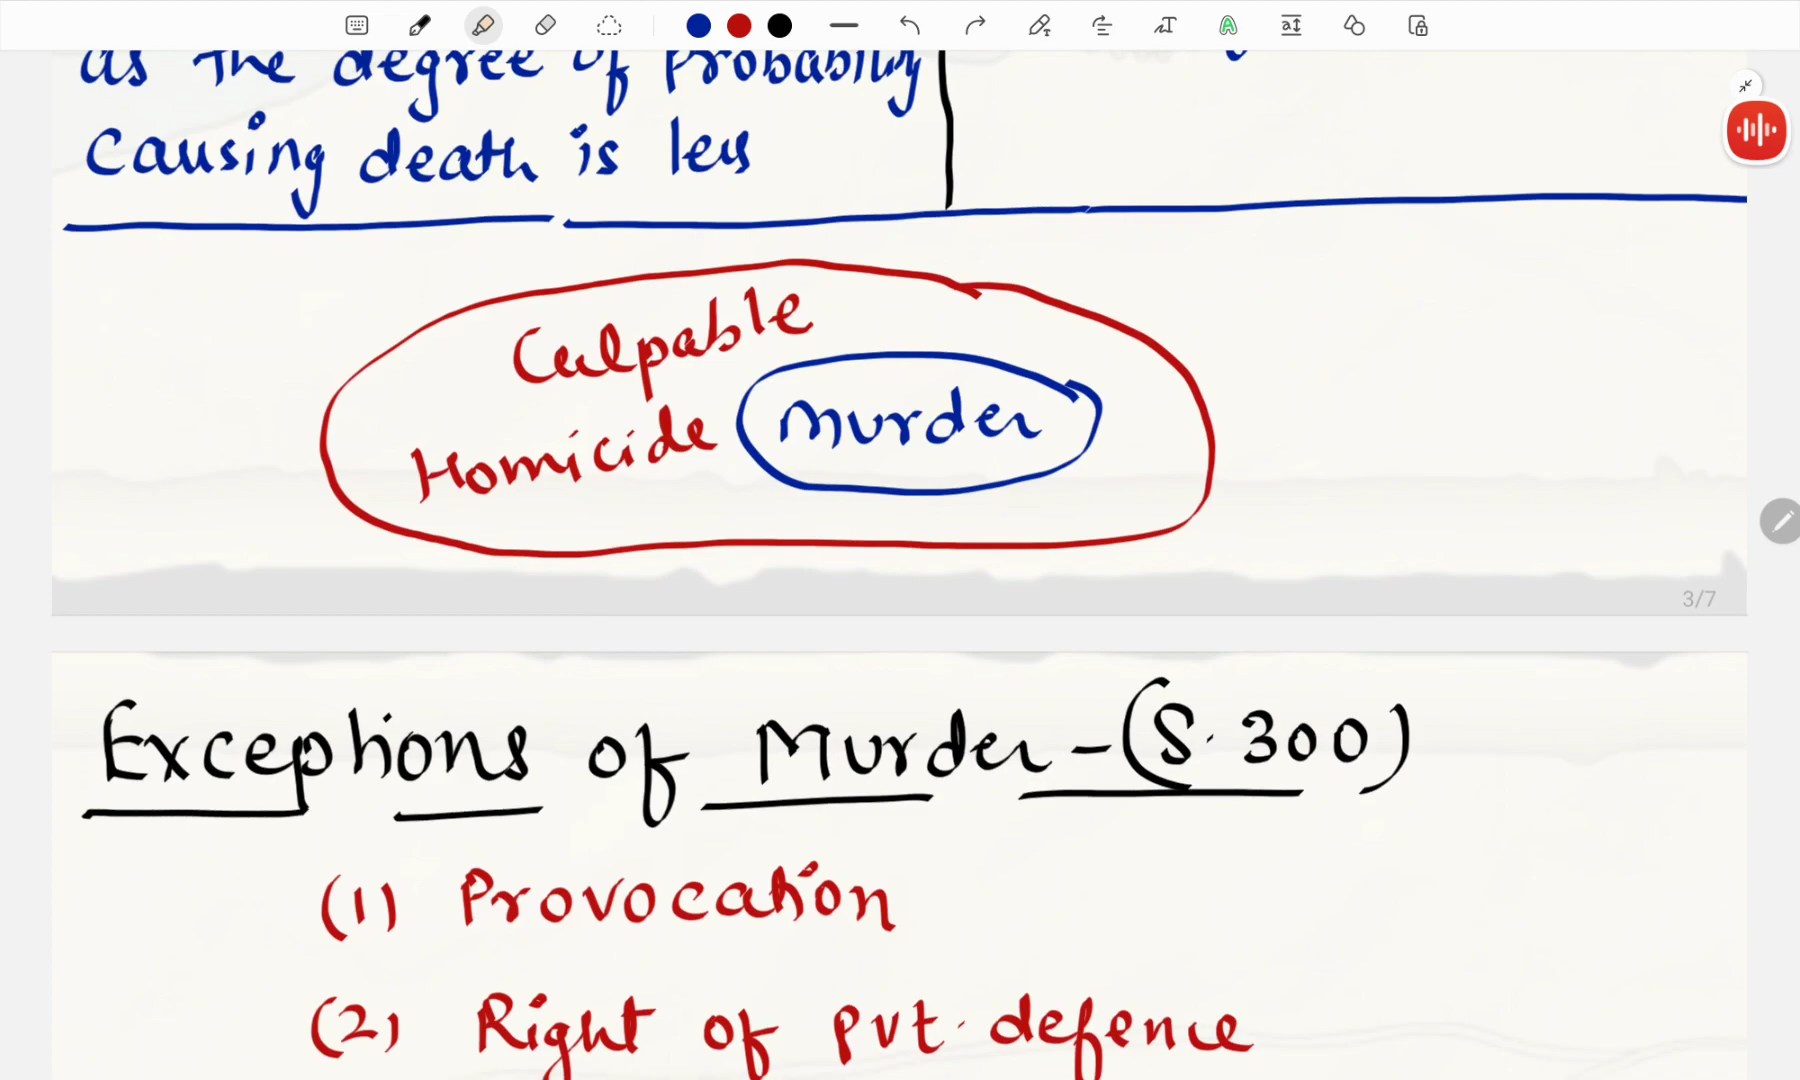 as the degree of probability
causing death is less
Culpable
Homicide
Murder
3/7
Exceptions of Murder - (S. 300)
(1) Provocation
(2) Right of pvt. defence